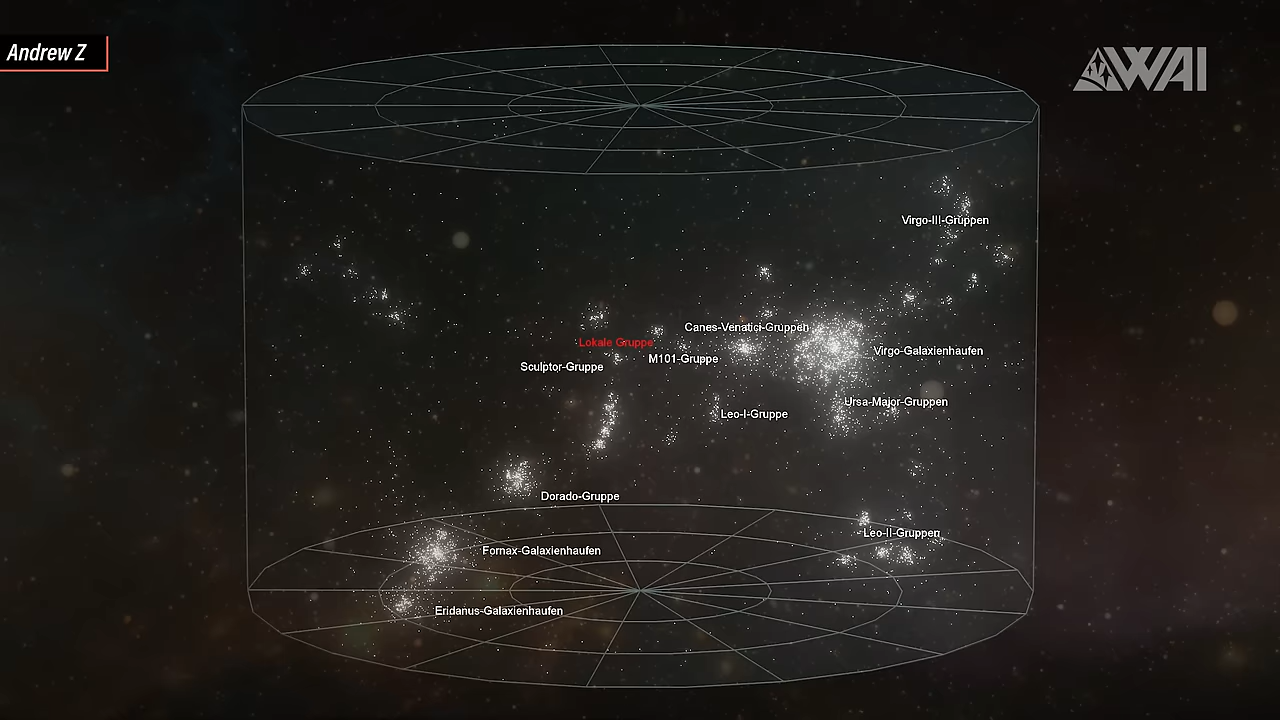 Andrew Z
WAI
Virgo-III-Gruppen
Canes-Venatici-Gruppen
Lokale Gruppe
Virgo-Galaxienhaufen
M101-Gruppe
Sculptor-Gruppe
Ursa-Major-Gruppen
Leo-I-Gruppe
Dorado-Gruppe
Leo-II-Gruppen
Fornax-Galaxienhaufen
Eridanus-Galaxienhaufen